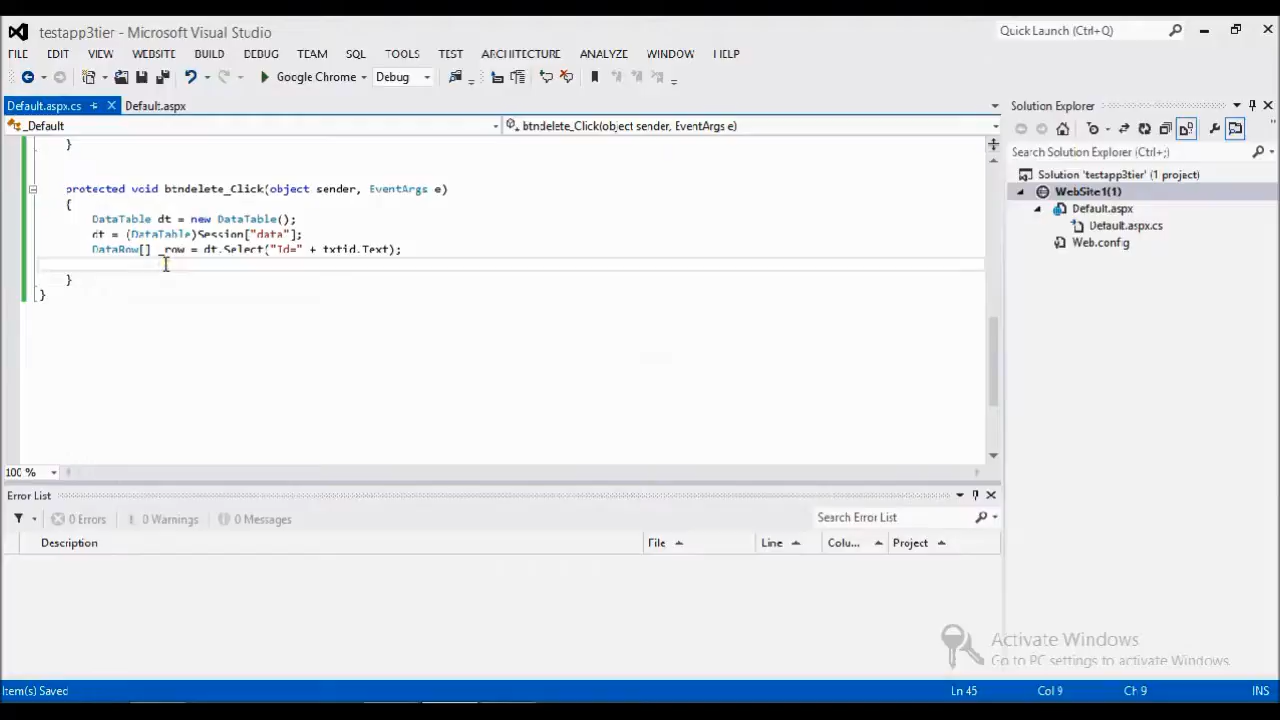 testapp3tier - Microsoft Visual Studio
Quick Launch (Ctrl+Q)
FILE EDIT VIEW WEBSITE BUILD DEBUG TEAM SQL TOOLS TEST ARCHITECTURE ANALYZE WINDOW HELP
Google Chrome Debug
Default.aspx.cs Default.aspx
_Default btndelete_Click(object sender, EventArgs e)
}
protected void btndelete_Click(object sender, EventArgs e)
{
DataTable dt = new DataTable();
dt = (DataTable)Session["data"];
DataRow[] _row = dt.Select("Id=" + txtid.Text);
}
}
100 %
Solution Explorer
Search Solution Explorer (Ctrl+;)
Solution 'testapp3tier' (1 project)
WebSite1(1)
Default.aspx
Default.aspx.cs
Web.config
Error List
0 Errors 0 Warnings 0 Messages Search Error List
Description File Line Colu... Project
Activate Windows
Go to PC settings to activate Windows.
Item(s) Saved Ln 45 Col 9 Ch 9 INS